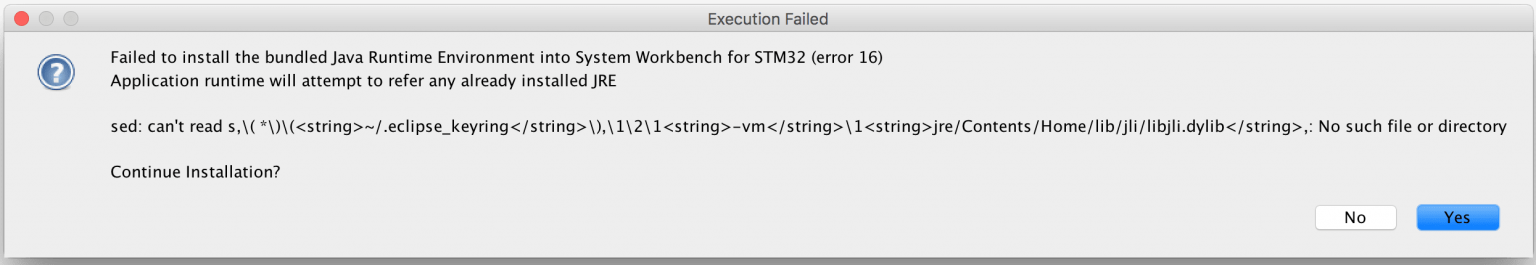 Execution Failed
Failed to install the bundled Java Runtime Environment into System Workbench for STM32 (error 16)
Application runtime will attempt to refer any already installed JRE
sed: can't read s,\( *\)\(<string>~/.eclipse_keyring</string>\),\1\2\1<string>-vm</string>\1<string>jre/Contents/Home/lib/jli/libjli.dylib</string>,: No such file or directory
Continue Installation?
No
Yes